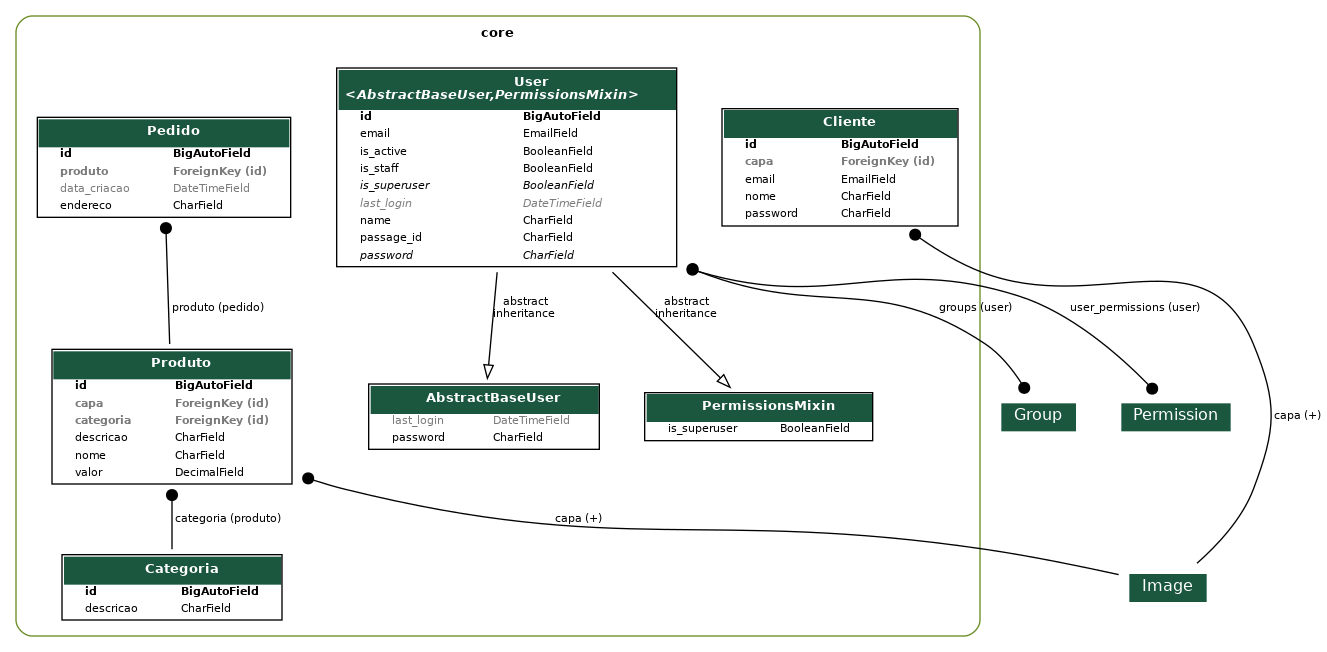 core
Pedido
id BigAutoField
produto ForeignKey (id)
data_criacao DateTimeField
endereco CharField
User
<AbstractBaseUser,PermissionsMixin>
id BigAutoField
email EmailField
is_active BooleanField
is_staff BooleanField
is_superuser BooleanField
last_login DateTimeField
name CharField
passage_id CharField
password CharField
Cliente
id BigAutoField
capa ForeignKey (id)
email EmailField
nome CharField
password CharField
produto (pedido)
abstract
inheritance
abstract
inheritance
groups (user)
user_permissions (user)
Produto
id BigAutoField
capa ForeignKey (id)
categoria ForeignKey (id)
descricao CharField
nome CharField
valor DecimalField
AbstractBaseUser
last_login DateTimeField
password CharField
PermissionsMixin
is_superuser BooleanField
Group
Permission
capa (+)
categoria (produto)
capa (+)
Categoria
id BigAutoField
descricao CharField
Image